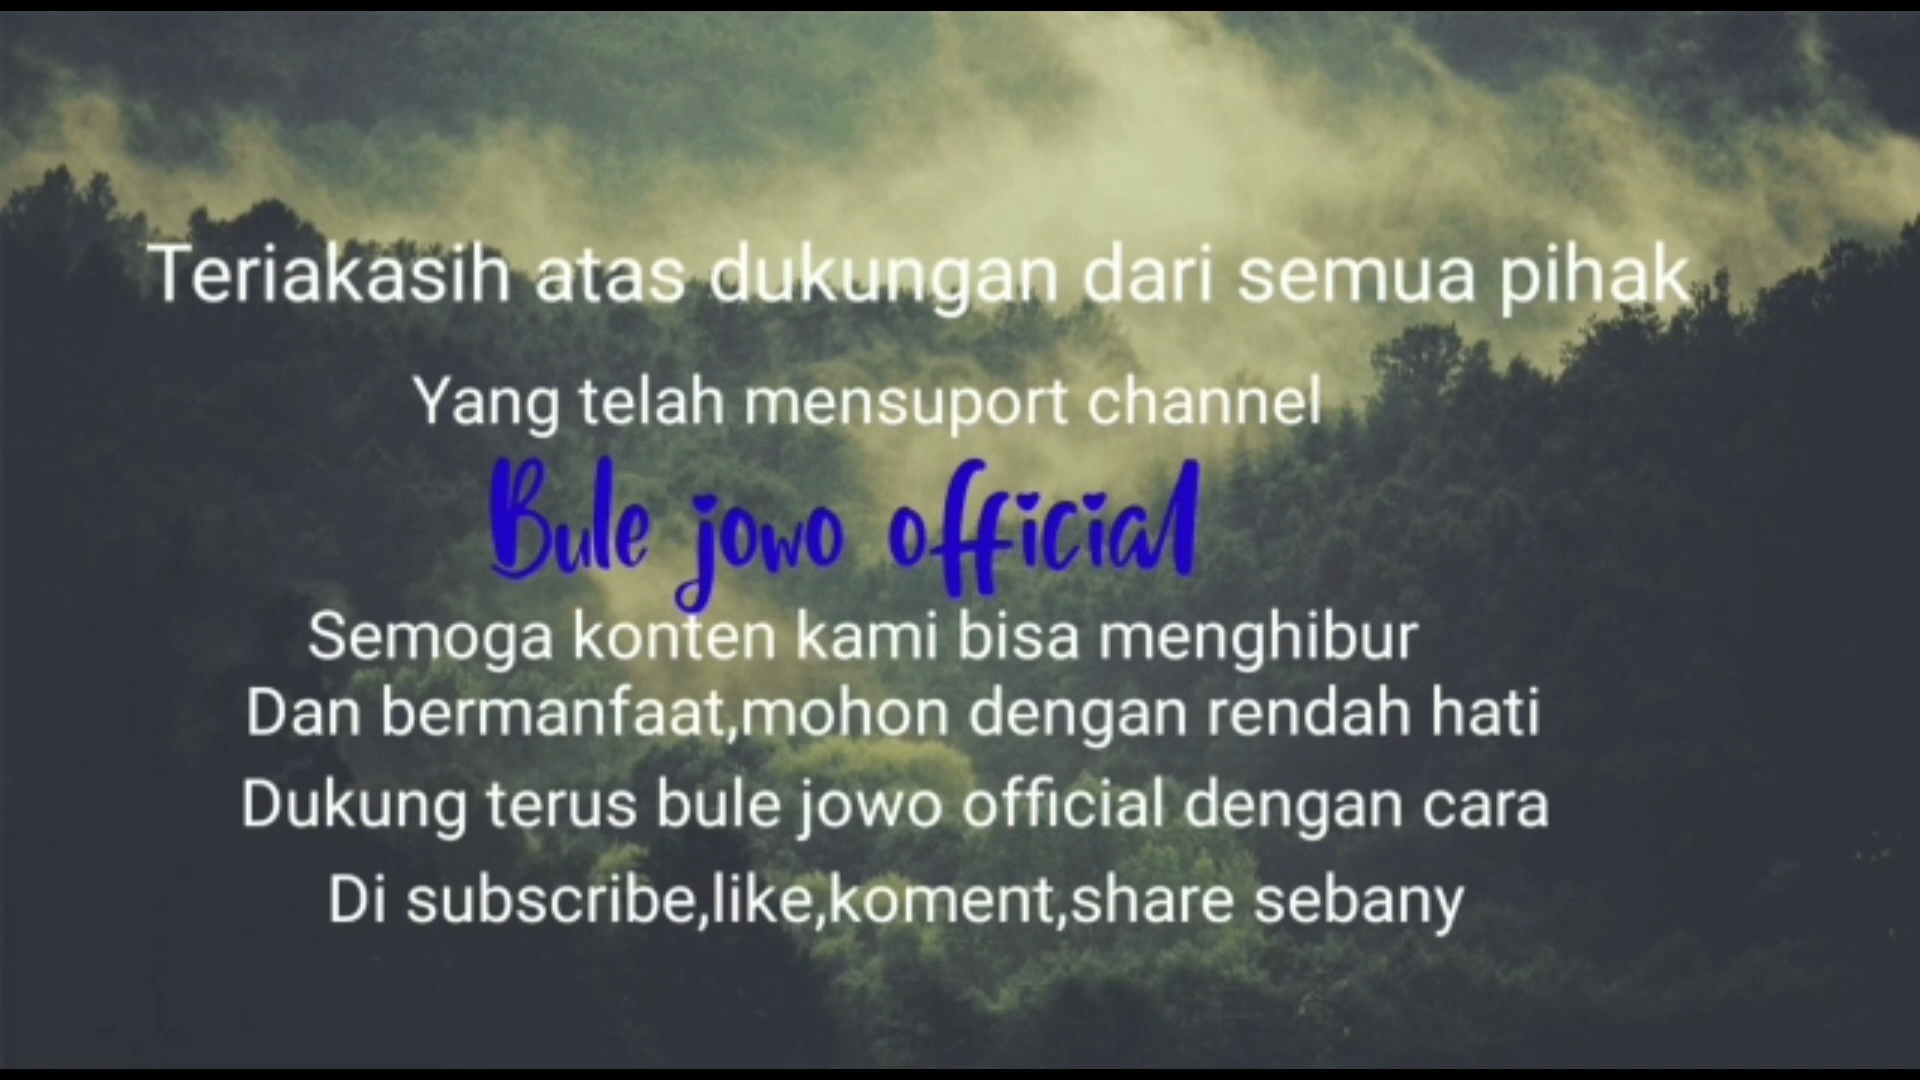 Teriakasih atas dukungan dari semua pihak
Yang telah mensuport channel
Bule jowo official
Semoga konten kami bisa menghibur
Dan bermanfaat,mohon dengan rendah hati
Dukung terus bule jowo official dengan cara
Di subscribe,like,koment,share sebany